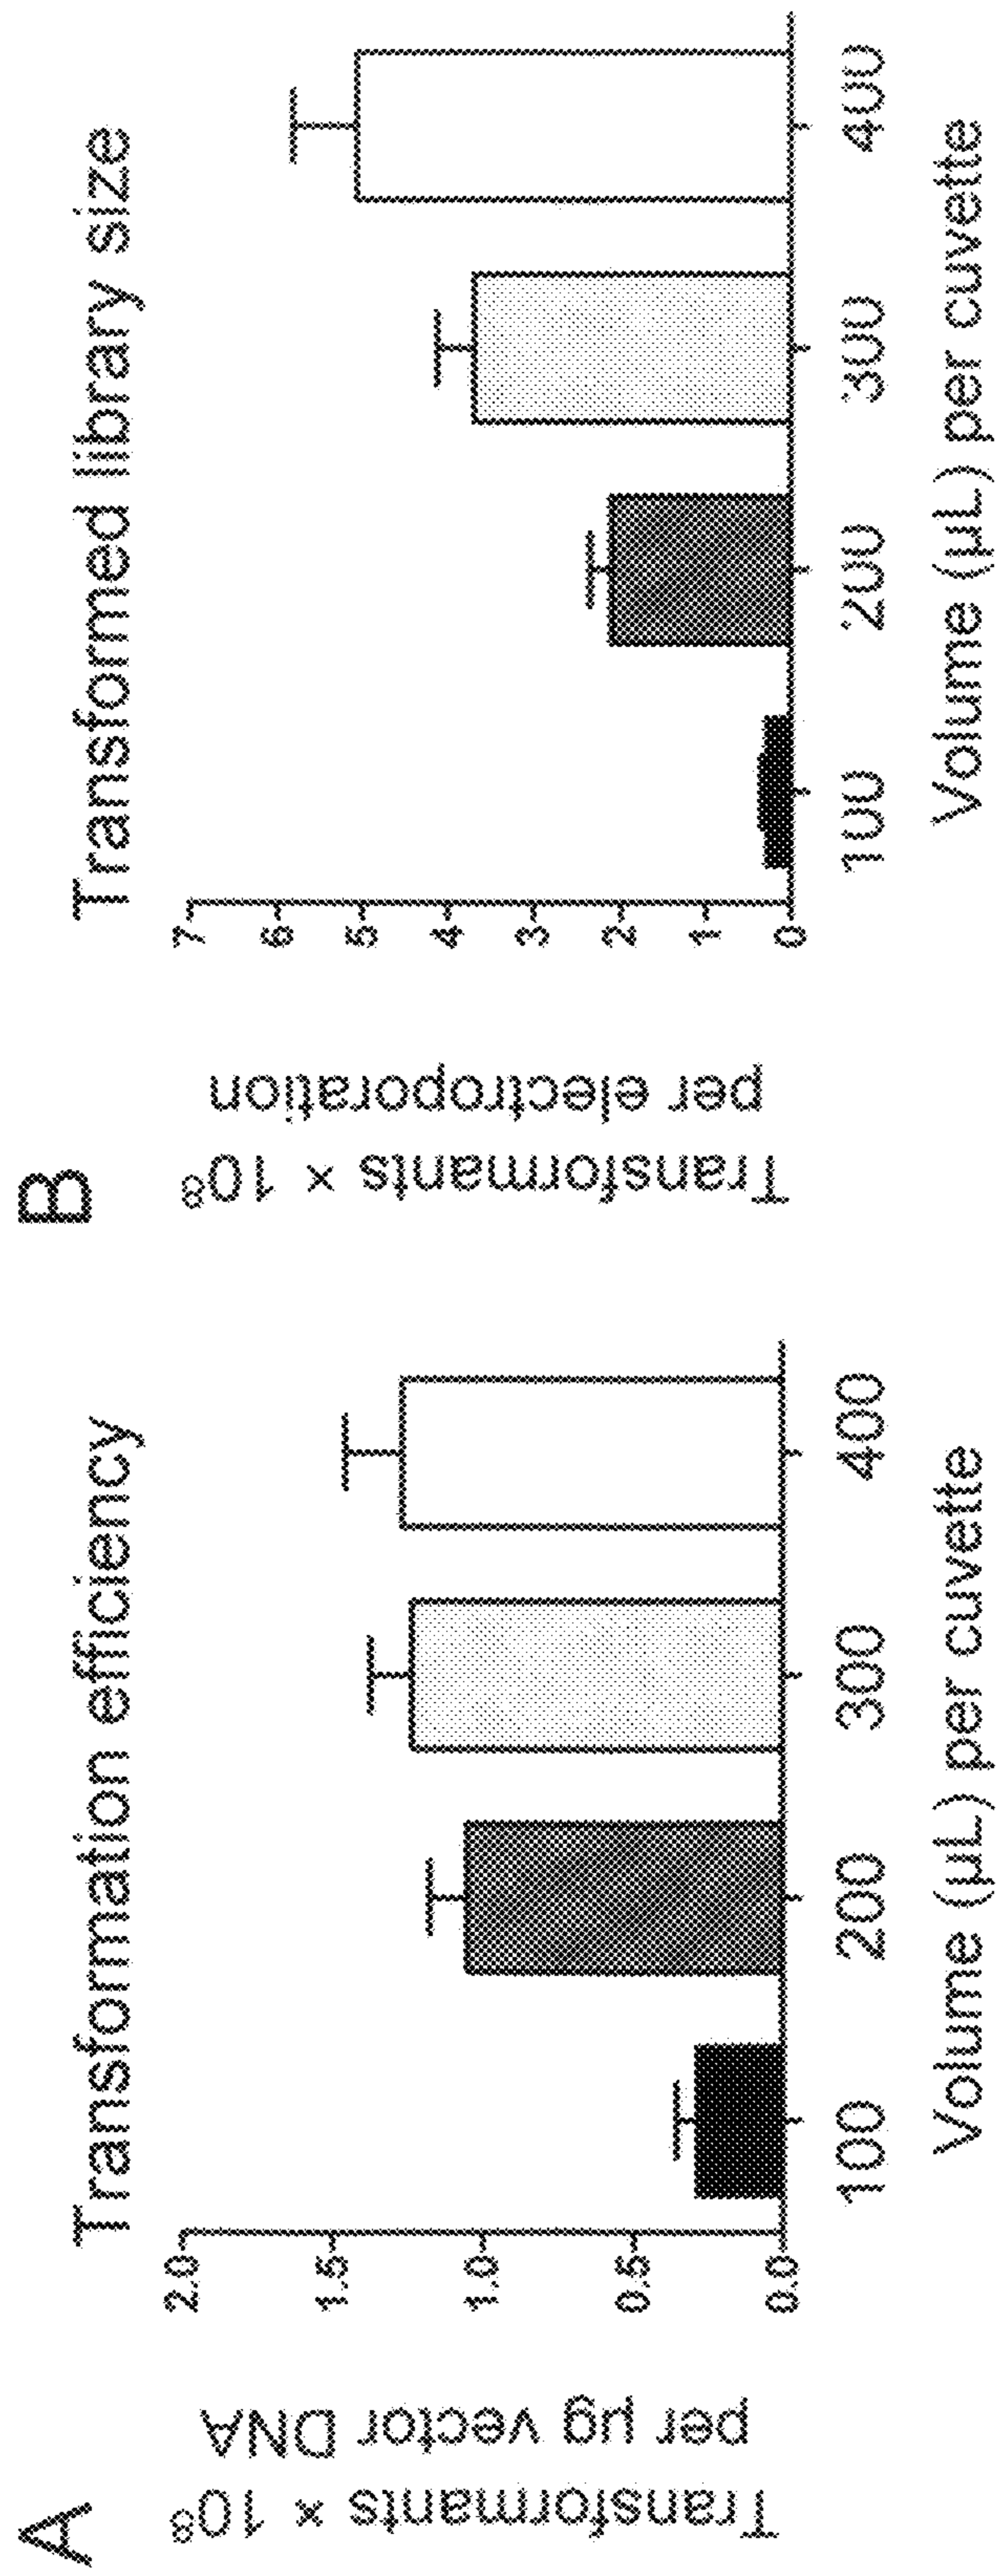 A
Transformation efficiency
Transformants × 10⁸
per µg vector DNA
2.0
1.5
1.0
0.5
0.0
100 200 300 400
Volume (µL) per cuvette
B
Transformed library size
Transformants × 10⁸
per electroporation
7
6
5
4
3
2
1
0
100 200 300 400
Volume (µL) per cuvette